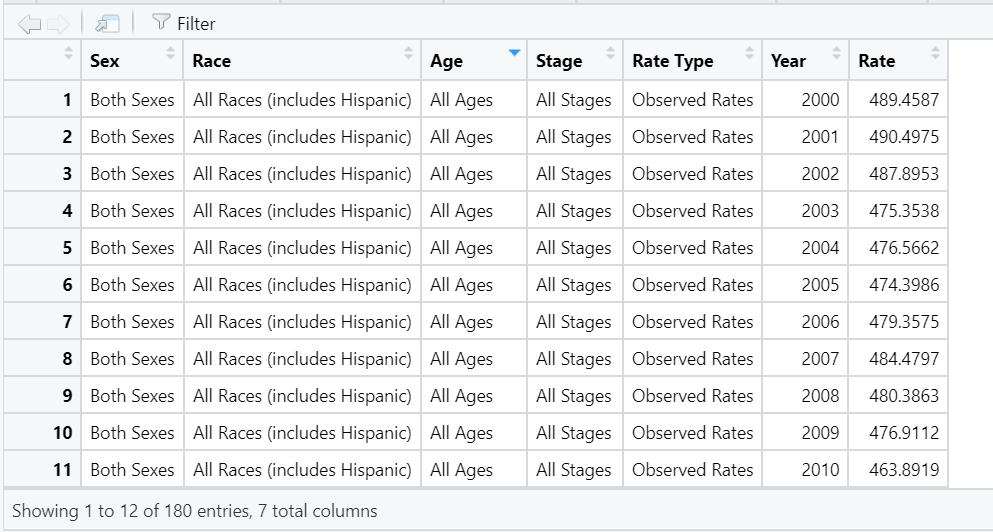 Filter
Sex Race Age Stage Rate Type Year Rate
1 Both Sexes All Races (includes Hispanic) All Ages All Stages Observed Rates 2000 489.4587
2 Both Sexes All Races (includes Hispanic) All Ages All Stages Observed Rates 2001 490.4975
3 Both Sexes All Races (includes Hispanic) All Ages All Stages Observed Rates 2002 487.8953
4 Both Sexes All Races (includes Hispanic) All Ages All Stages Observed Rates 2003 475.3538
5 Both Sexes All Races (includes Hispanic) All Ages All Stages Observed Rates 2004 476.5662
6 Both Sexes All Races (includes Hispanic) All Ages All Stages Observed Rates 2005 474.3986
7 Both Sexes All Races (includes Hispanic) All Ages All Stages Observed Rates 2006 479.3575
8 Both Sexes All Races (includes Hispanic) All Ages All Stages Observed Rates 2007 484.4797
9 Both Sexes All Races (includes Hispanic) All Ages All Stages Observed Rates 2008 480.3863
10 Both Sexes All Races (includes Hispanic) All Ages All Stages Observed Rates 2009 476.9112
11 Both Sexes All Races (includes Hispanic) All Ages All Stages Observed Rates 2010 463.8919
Showing 1 to 12 of 180 entries, 7 total columns